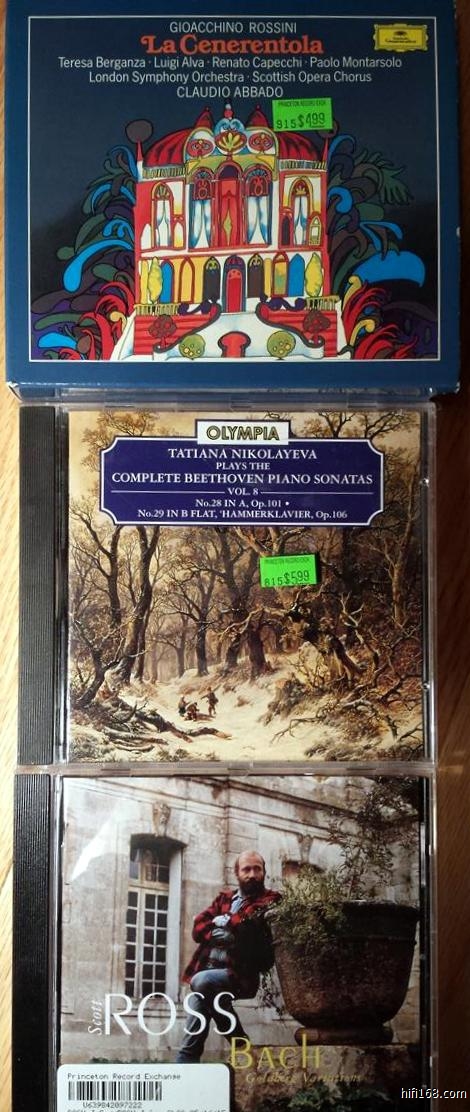 GIOACCHINO ROSSINI
La Cenerentola
Teresa Berganza · Luigi Alva · Renato Capecchi · Paolo Montarsolo
London Symphony Orchestra · Scottish Opera Chorus
CLAUDIO ABBADO
PRINCETON RECORD EXCH
915 $4.99
OLYMPIA
TATIANA NIKOLAYEVA
PLAYS THE
COMPLETE BEETHOVEN PIANO SONATAS
VOL. 8
No.28 IN A, Op.101 •
No.29 IN B FLAT, 'HAMMERKLAVIER, Op.106
PRINCETON RECORD EXCH
815 $5.99
Scott
ROSS
BACH
Goldberg Variations
Princeton Record Exchange
U639842097222
hifi168.com